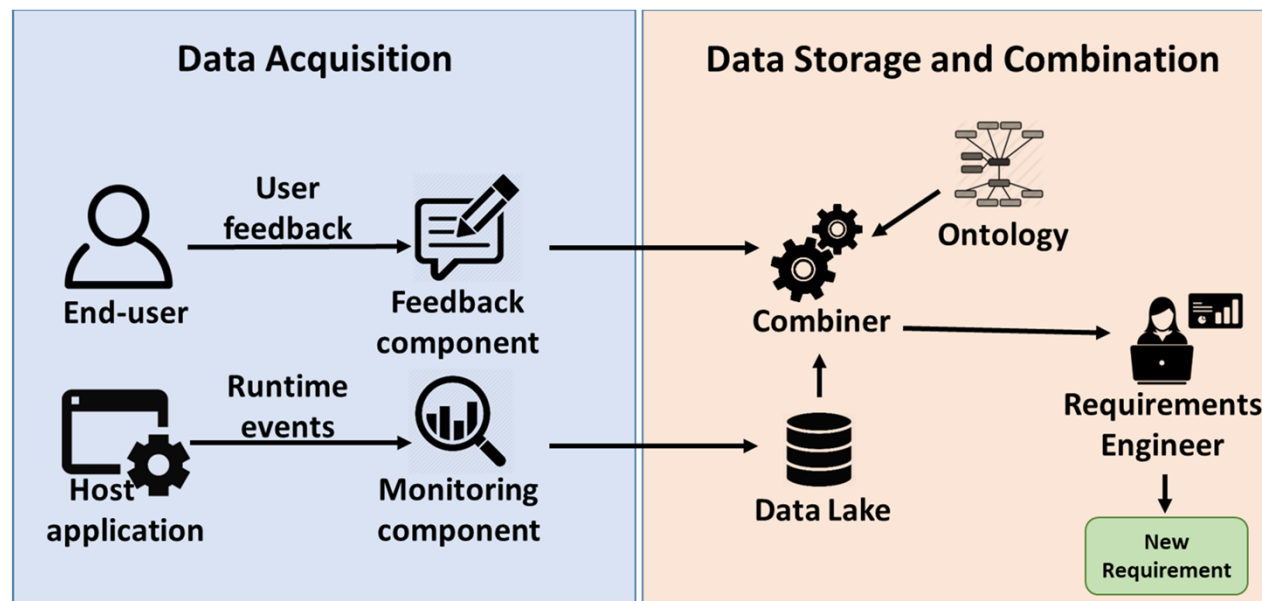 Data Acquisition
Data Storage and Combination
User
feedback
End-user
Feedback
component
Ontology
Combiner
Runtime
events
Host
application
Monitoring
component
Data Lake
Requirements
Engineer
New
Requirement